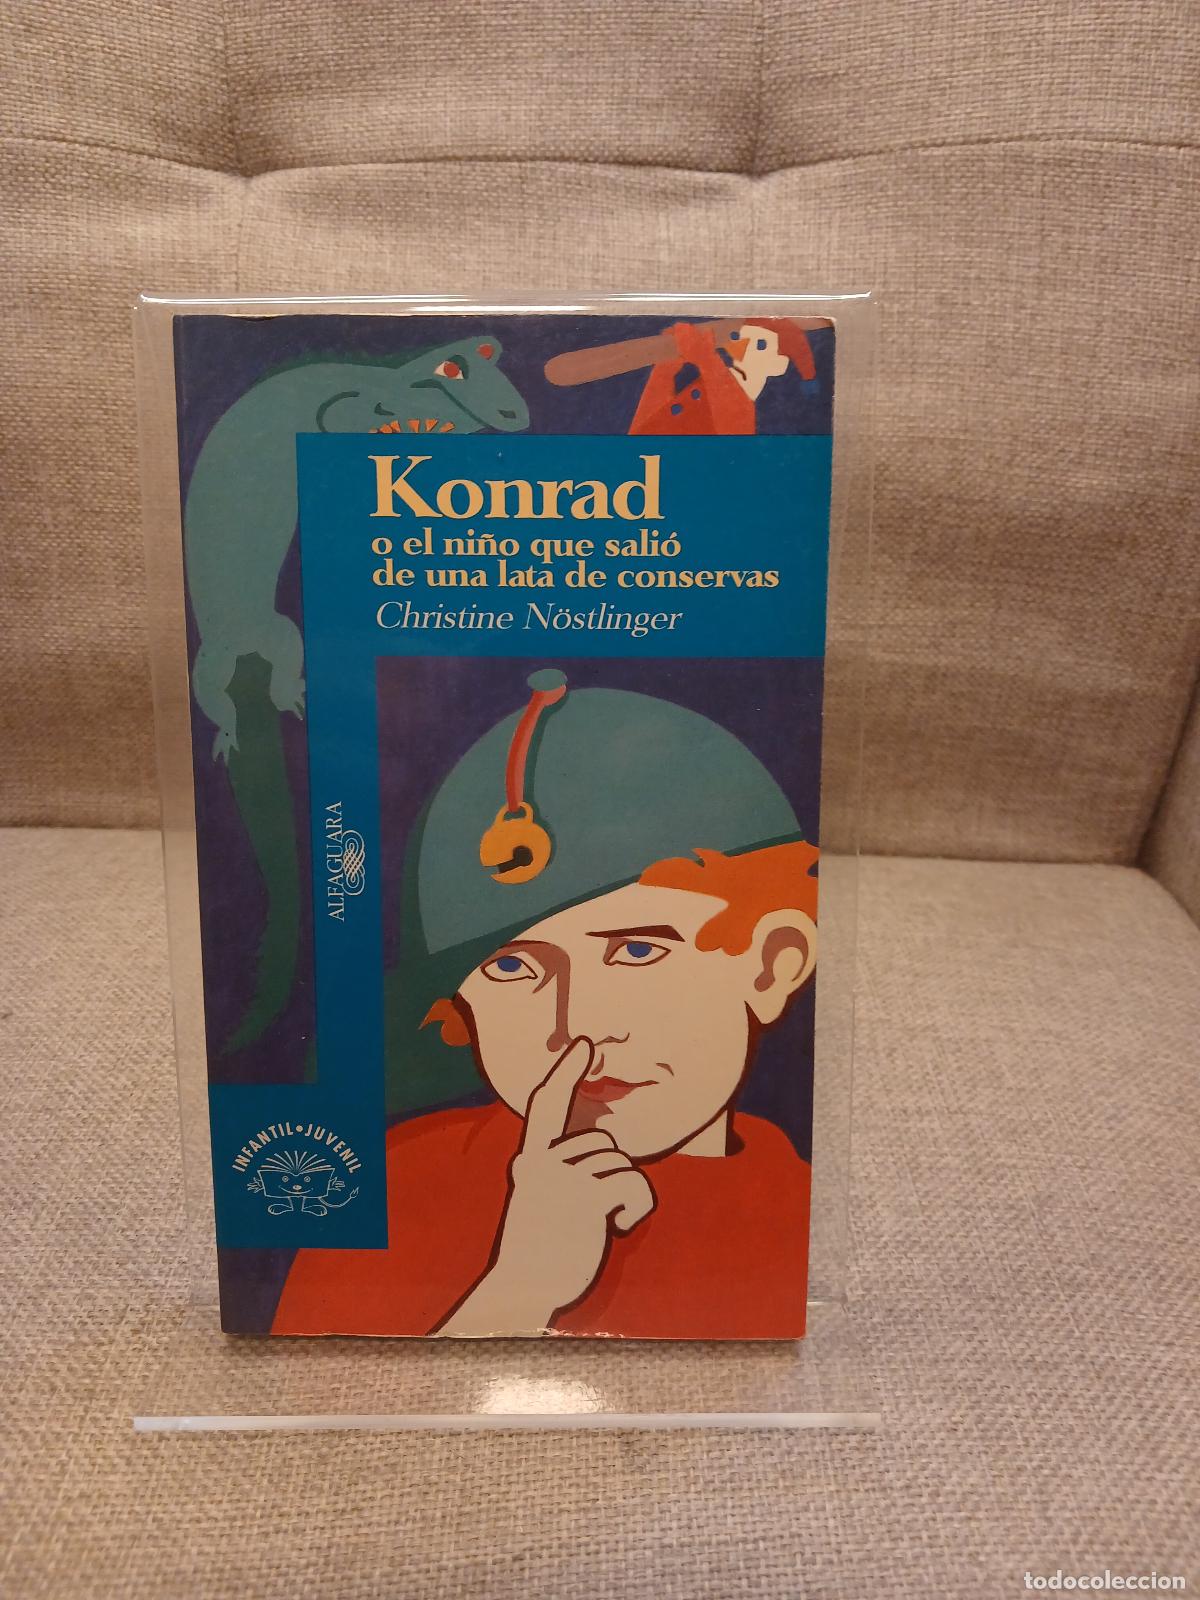 Konrad
o el niño que salió
de una lata de conservas
Christine Nöstlinger
ALFAGUARA
INFANTIL•JUVENIL
todocoleccion